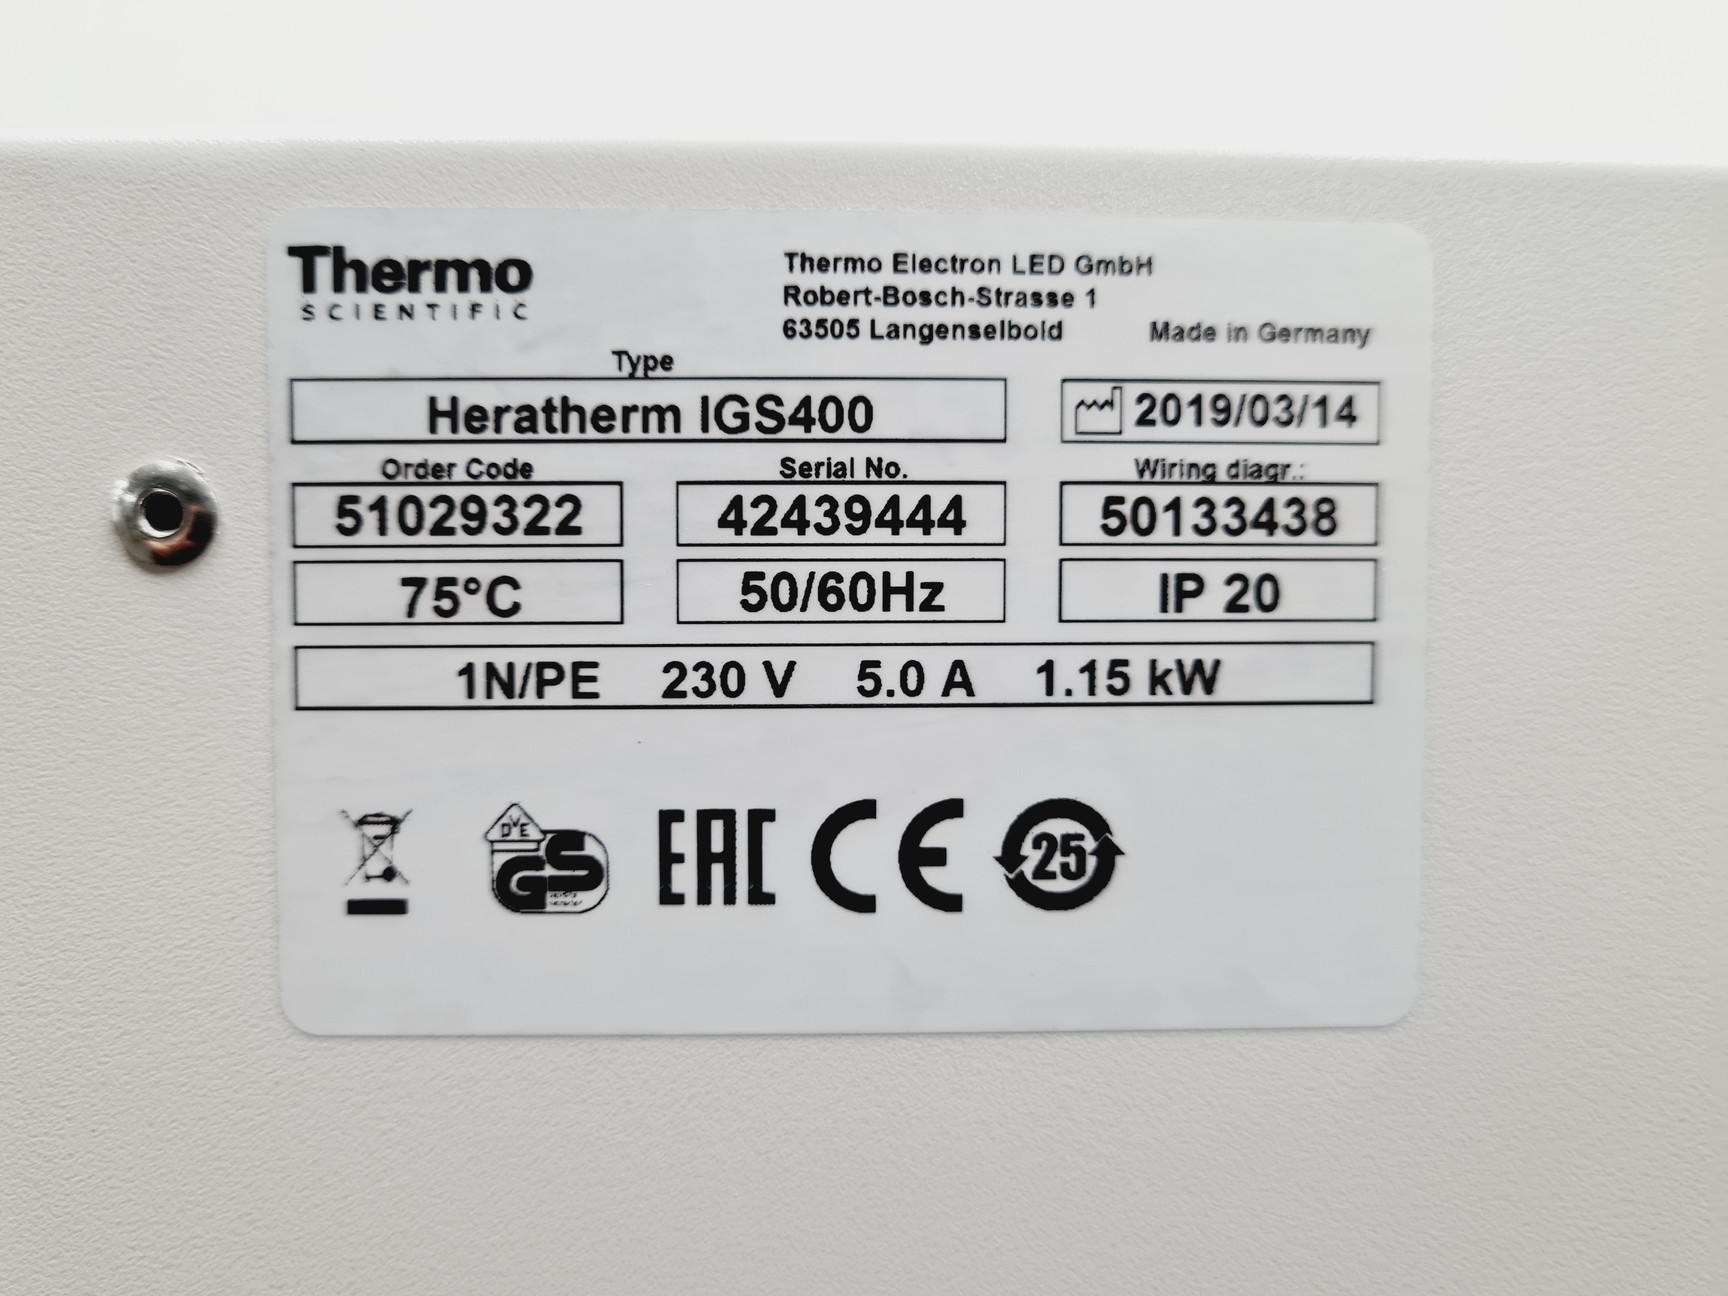 Thermo
SCIENTIFIC
Thermo Electron LED GmbH
Robert-Bosch-Strasse 1
63505 Langenselbold
Made in Germany
Type
Heratherm IGS400
2019/03/14
Order Code
Serial No.
Wiring diagr.:
51029322
42439444
50133438
75°C
50/60Hz
IP 20
1N/PE 230 V 5.0 A 1.15 kW
DVE
GS
EAC
CE
25